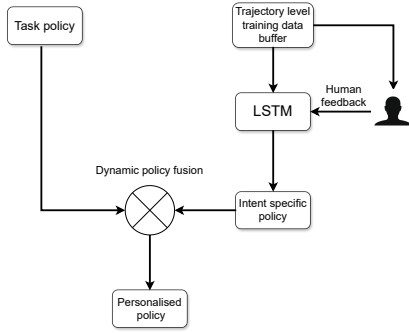 Task policy
Trajectory level
training data
buffer
Human
feedback
LSTM
Dynamic policy fusion
Intent specific
policy
Personalised
policy